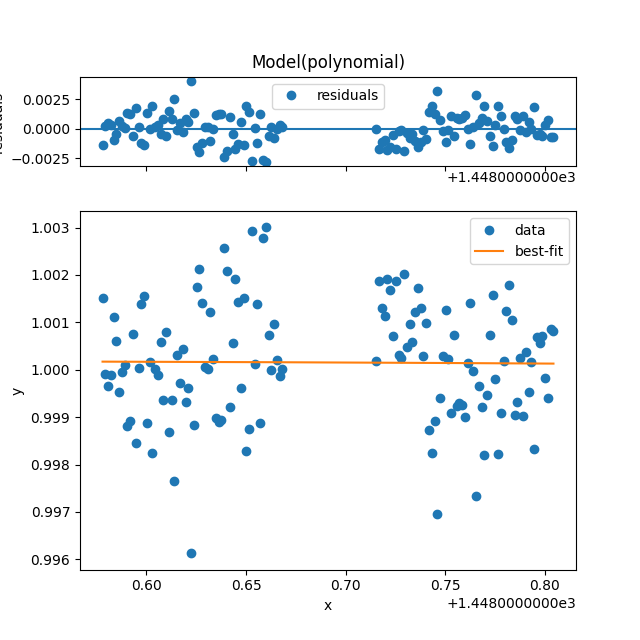 Model(polynomial)
residuals
0.0025
0.0000
−0.0025
residuals
+1.4480000000e3
1.003
1.002
1.001
1.000
0.999
0.998
0.997
0.996
y
data
best-fit
0.60 0.65 0.70 0.75 0.80
x
+1.4480000000e3